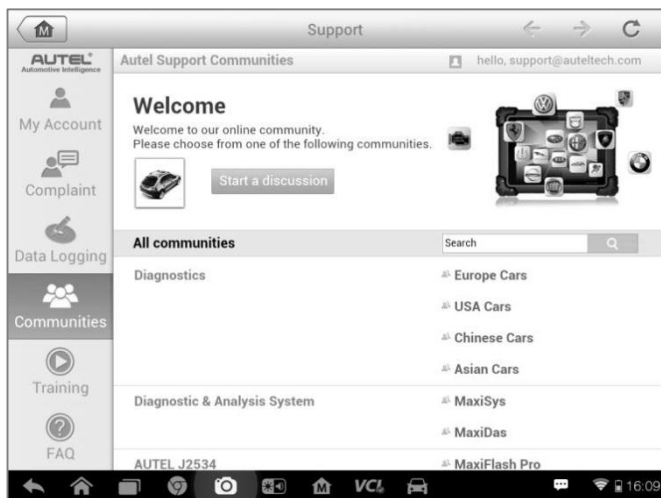 Support
AUTEL®
Automotive Intelligence
Autel Support Communities
hello, support@auteltech.com
My Account
Complaint
Data Logging
Communities
Training
FAQ
Welcome
Welcome to our online community.
Please choose from one of the following communities.
Start a discussion
All communities
Search
Diagnostics
Europe Cars
USA Cars
Chinese Cars
Asian Cars
Diagnostic & Analysis System
MaxiSys
MaxiDas
AUTEL J2534
MaxiFlash Pro
M
VCI
16:09